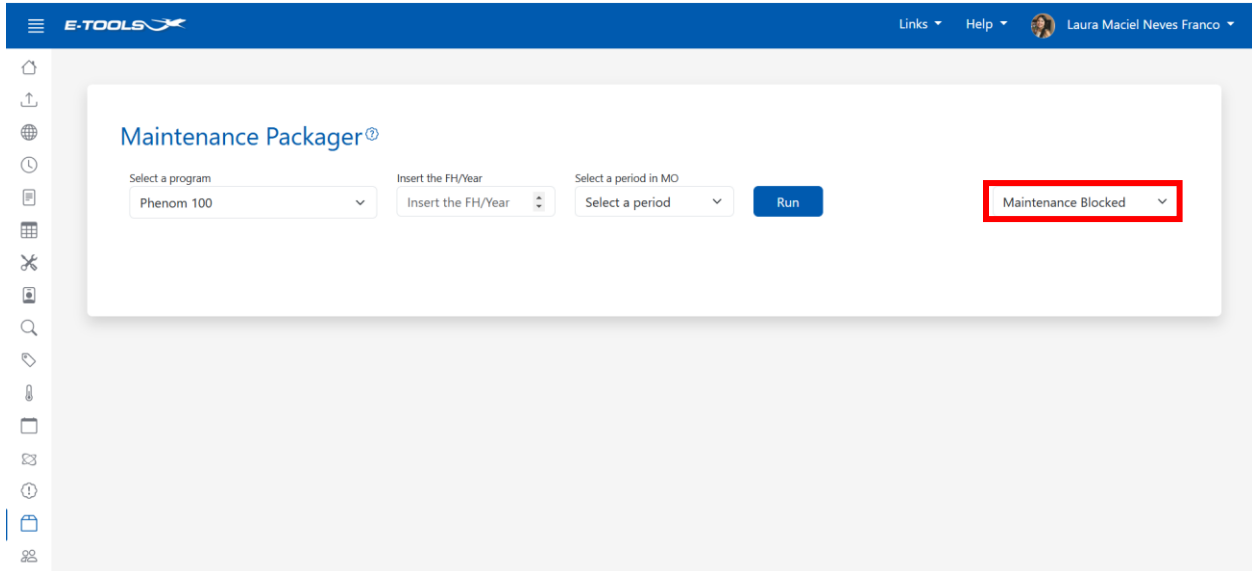 E-TOOLS Links Help Laura Maciel Neves Franco
Maintenance Packager
Select a program Insert the FH/Year Select a period in MO
Phenom 100 Insert the FH/Year Select a period Run Maintenance Blocked